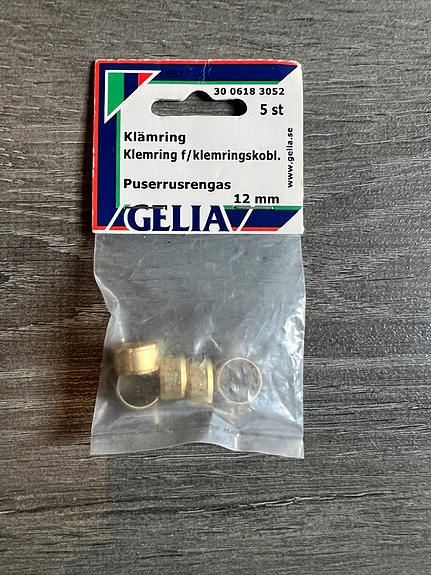 30 0618 3052
5 st
Klämring
Klemring f/klemringskobl.
www.gelia.se
Puserrusrengas
12 mm
GELIA